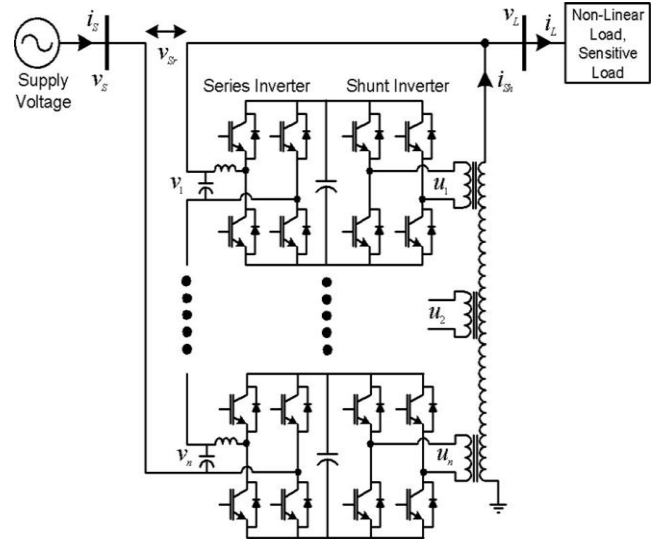 i_S
v_S
Supply
Voltage
v_Sr
Series Inverter
Shunt Inverter
v_L
i_L
Non-Linear
Load,
Sensitive
Load
i_Sh
v_1
u_1
u_2
v_n
u_n